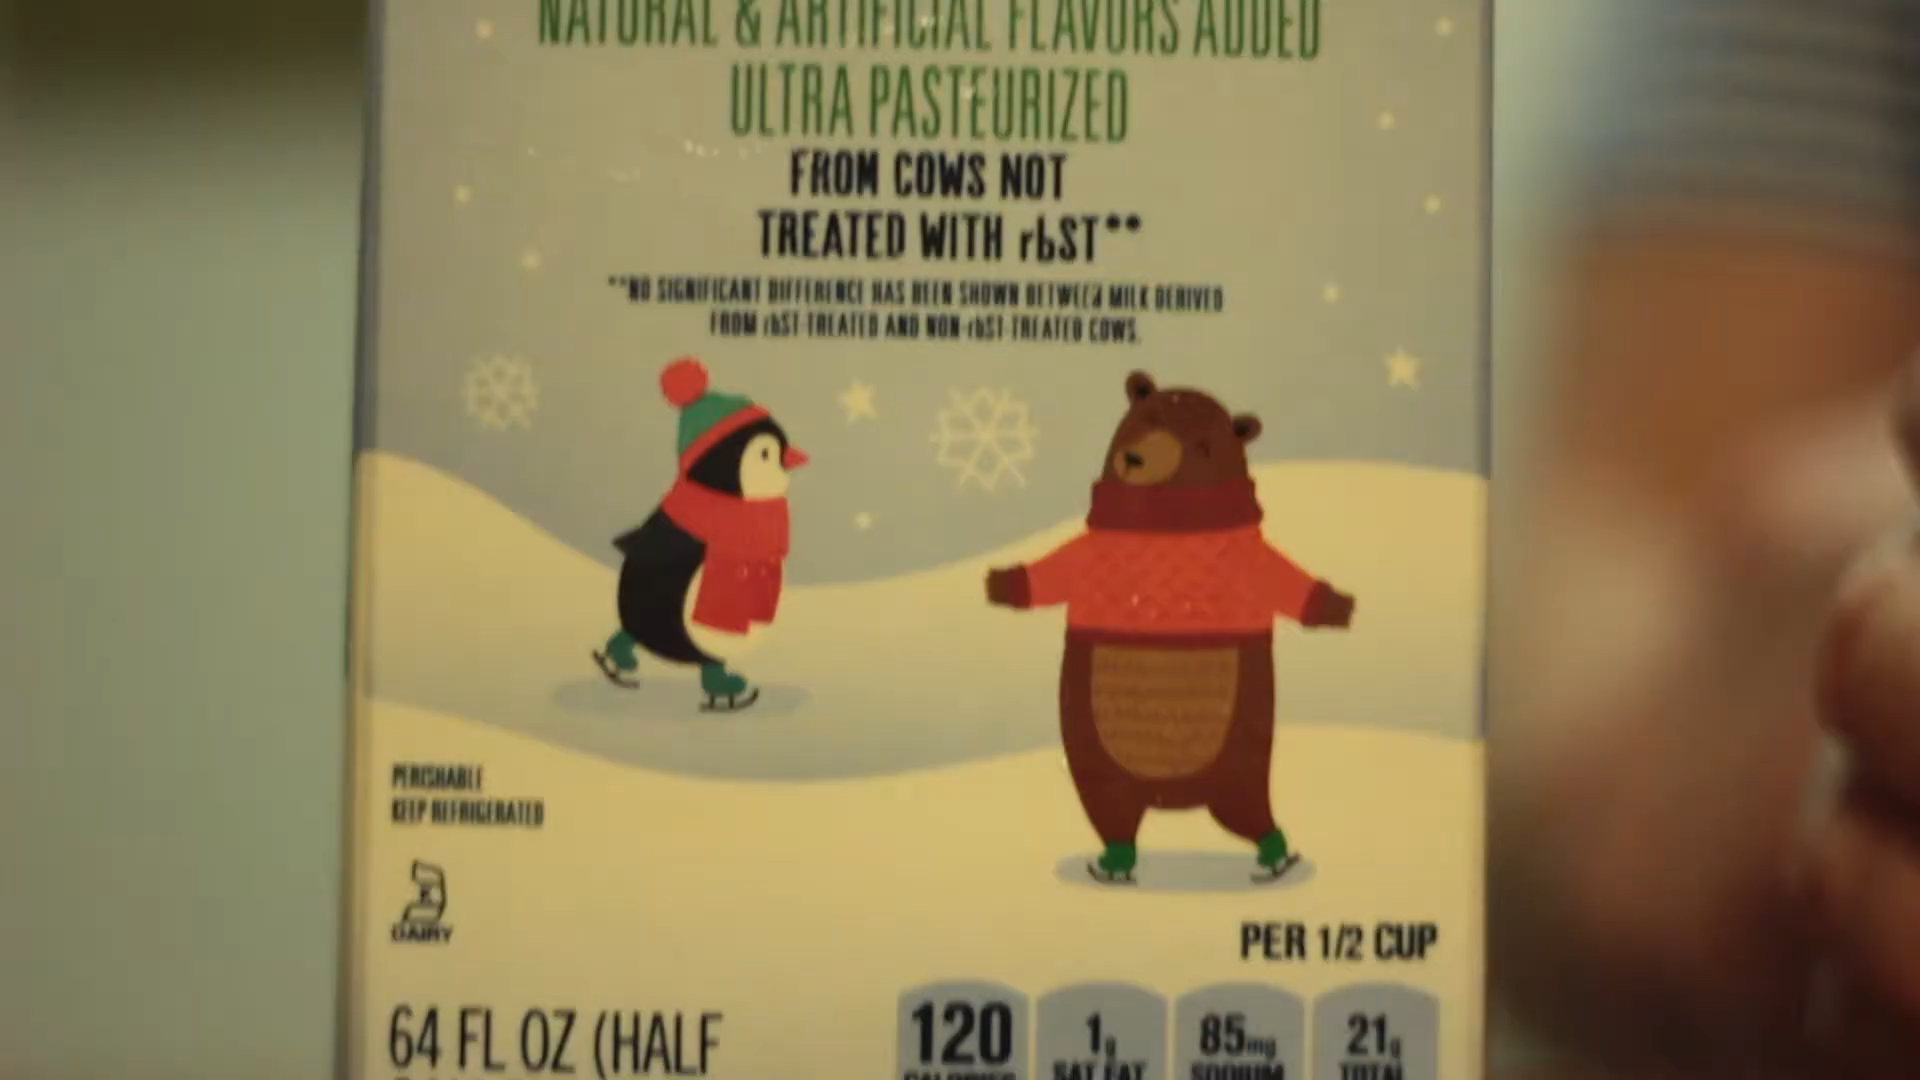 NATURAL & ARTIFICIAL FLAVORS ADDED
ULTRA PASTEURIZED
FROM COWS NOT
TREATED WITH rbST**
**NO SIGNIFICANT DIFFERENCE HAS BEEN SHOWN BETWEEN MILK DERIVED
FROM rbST-TREATED AND NON-rbST-TREATED COWS.
PERISHABLE
KEEP REFRIGERATED
DAIRY
PER 1/2 CUP
64 FL OZ (HALF
120 1g 85mg 21g
CALORIES SAT FAT SODIUM TOTAL